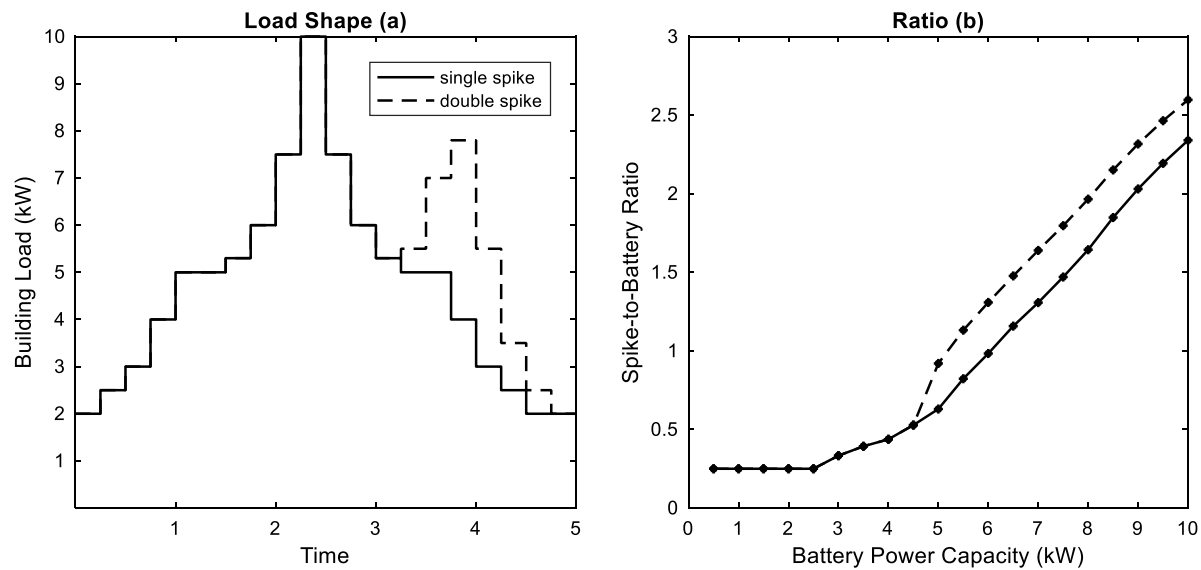 Load Shape (a)
10
9
8
7
6
5
4
3
2
1
Building Load (kW)
single spike
double spike
1 2 3 4 5
Time
Ratio (b)
3
2.5
2
1.5
1
0.5
0
Spike-to-Battery Ratio
0 1 2 3 4 5 6 7 8 9 10
Battery Power Capacity (kW)